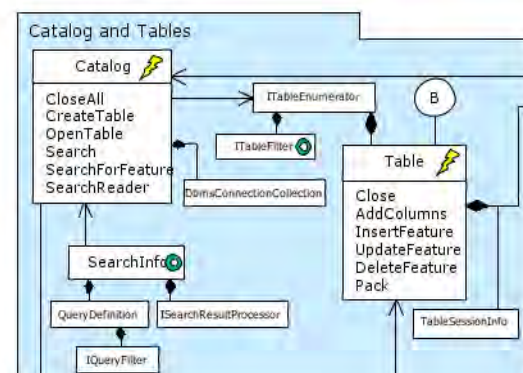 Catalog and Tables
Catalog
CloseAll
CreateTable
OpenTable
Search
SearchForFeature
SearchReader
ITableEnumerator
ITableFilter
DbmsConnectionCollection
B
Table
Close
AddColumns
InsertFeature
UpdateFeature
DeleteFeature
Pack
SearchInfo
QueryDefinition
ISearchResultProcessor
IQueryFilter
TableSessionInfo